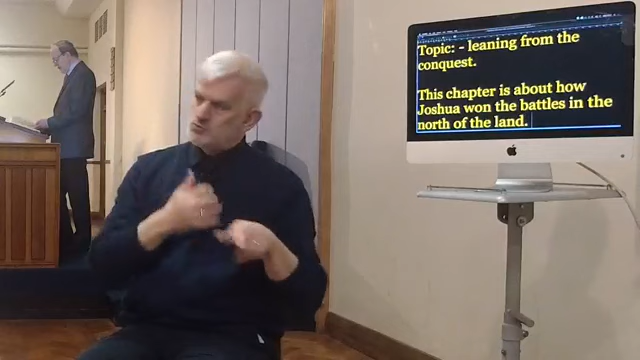 Topic: - leaning from the
conquest.
This chapter is about how
Joshua won the battles in the
north of the land.